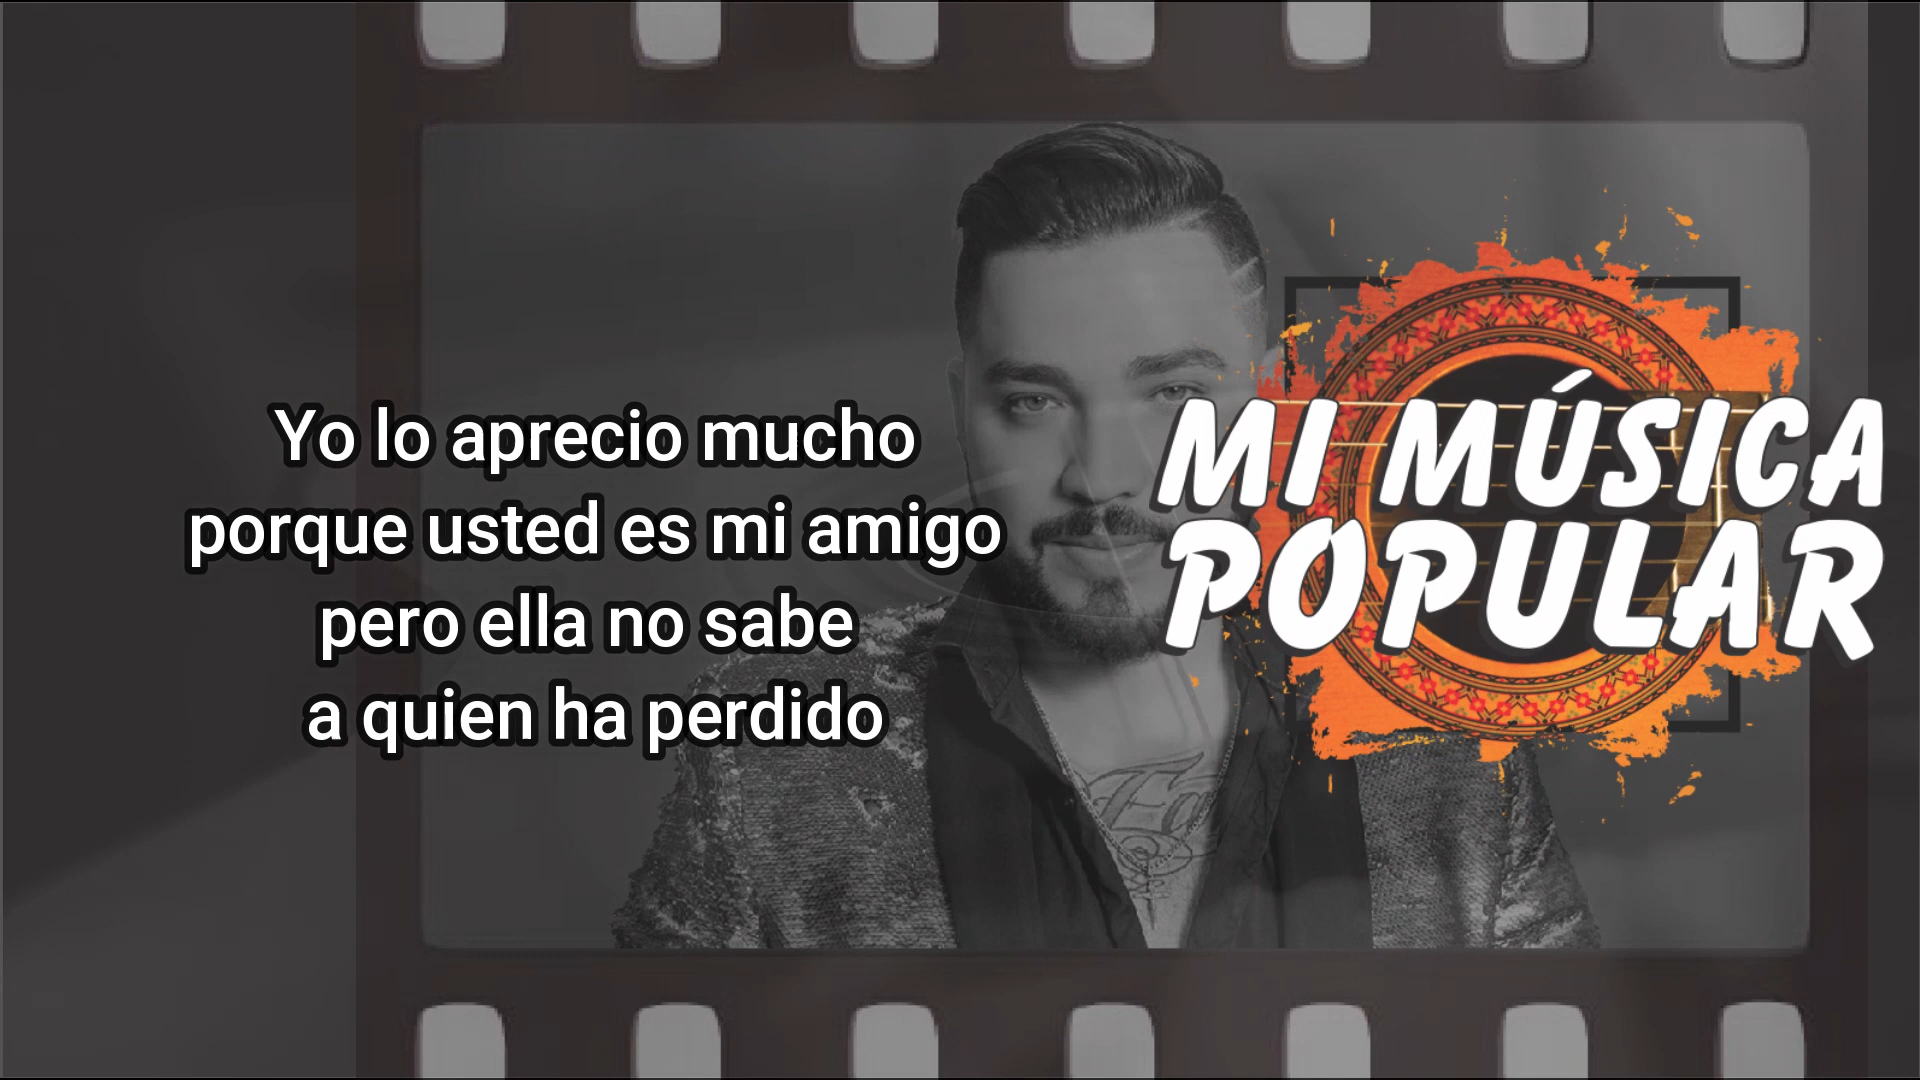 Yo lo aprecio mucho
porque usted es mi amigo
pero ella no sabe
a quien ha perdido
MI MÚSICA
POPULAR